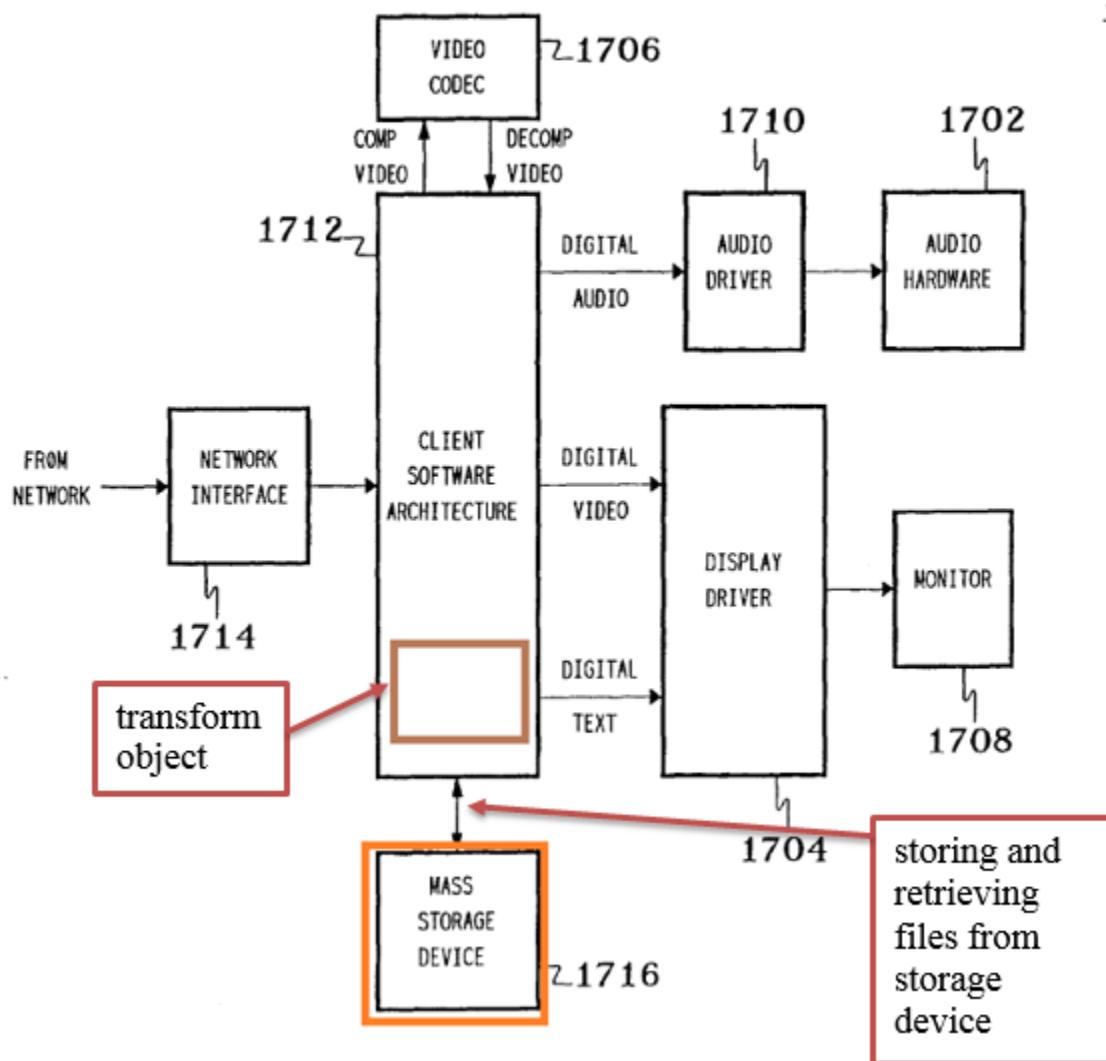 VIDEO
CODEC
1706
COMP
VIDEO
DECOMP
VIDEO
1710
1702
1712
DIGITAL
AUDIO
AUDIO
DRIVER
AUDIO
HARDWARE
FROM
NETWORK
NETWORK
INTERFACE
CLIENT
SOFTWARE
ARCHITECTURE
DIGITAL
VIDEO
DISPLAY
DRIVER
MONITOR
1714
DIGITAL
TEXT
1708
transform
object
1704
MASS
STORAGE
DEVICE
1716
storing and
retrieving
files from
storage
device